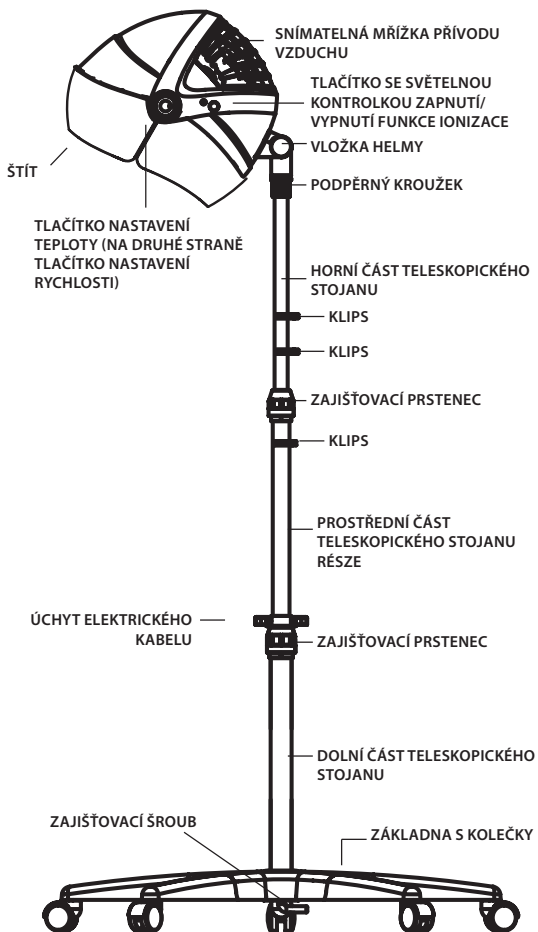 SNÍMATELNÁ MŘÍŽKA PŘÍVODU
VZDUCHU
TLAČÍTKO SE SVĚTELNOU
KONTROLKOU ZAPNUTÍ/
VYPNUTÍ FUNKCE IONIZACE
VLOŽKA HELMY
ŠTÍT
PODPĚRNÝ KROUŽEK
TLAČÍTKO NASTAVENÍ
TEPLOTY (NA DRUHÉ STRANĚ
TLAČÍTKO NASTAVENÍ
RYCHLOSTI)
HORNÍ ČÁST TELESKOPICKÉHO
STOJANU
KLIPS
KLIPS
ZAJIŠŤOVACÍ PRSTENEC
KLIPS
PROSTŘEDNÍ ČÁST
TELESKOPICKÉHO STOJANU
RÉSZE
ÚCHYT ELEKTRICKÉHO
KABELU
ZAJIŠŤOVACÍ PRSTENEC
DOLNÍ ČÁST TELESKOPICKÉHO
STOJANU
ZAJIŠŤOVACÍ ŠROUB
ZÁKLADNA S KOLEČKY